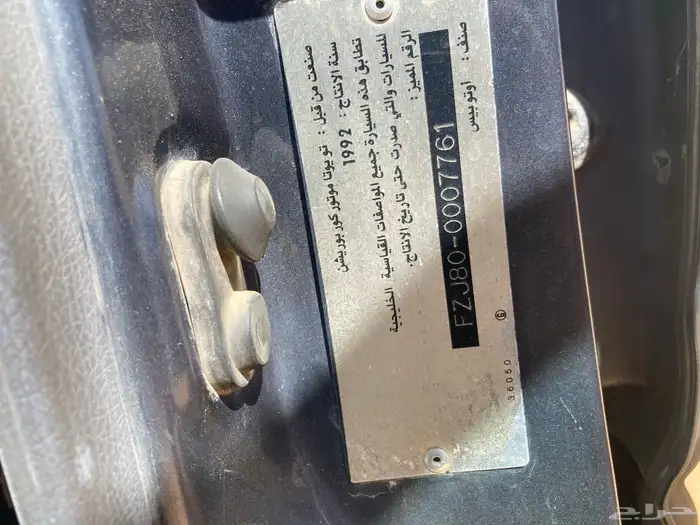 صنعت من قبل : تويوتا موتور كوربوريشن
سنة الانتاج : 1992
تطابق هذه السيارة جميع المواصفات القياسية الخليجية
للسيارات والتي صدرت حتى تاريخ الانتاج.
الرقم المميز :
FZJ80-0007761
صنف : اوتوبيس
36050
G
حراج